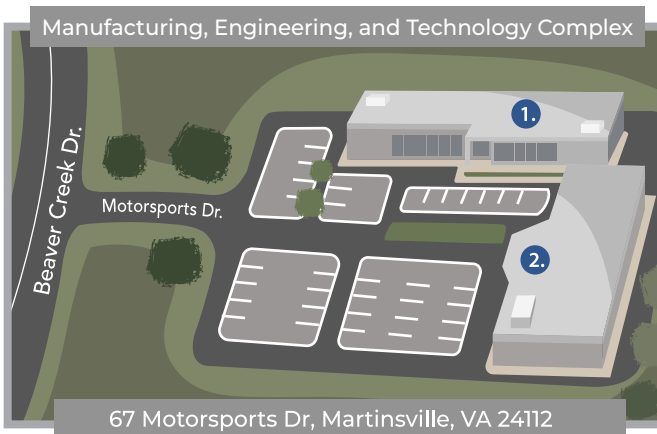 Manufacturing, Engineering, and Technology Complex
1.
Beaver Creek Dr.
Motorsports Dr.
2.
67 Motorsports Dr, Martinsville, VA 24112